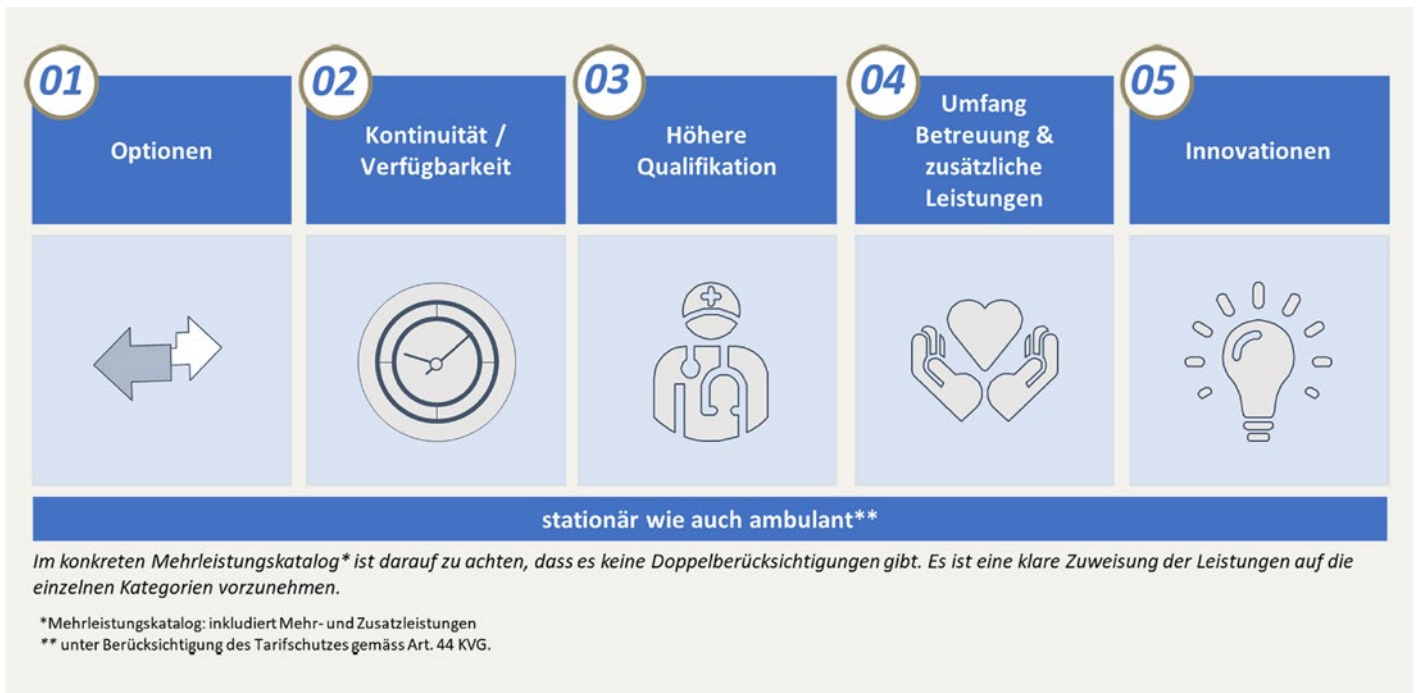 01
Optionen
02
Kontinuität /
Verfügbarkeit
03
Höhere
Qualifikation
04
Umfang
Betreuung &
zusätzliche
Leistungen
05
Innovationen
stationär wie auch ambulant**
Im konkreten Mehrleistungskatalog* ist darauf zu achten, dass es keine Doppelberücksichtigungen gibt. Es ist eine klare Zuweisung der Leistungen auf die
einzelnen Kategorien vorzunehmen.
*Mehrleistungskatalog: inkludiert Mehr- und Zusatzleistungen
** unter Berücksichtigung des Tarifschutzes gemäss Art. 44 KVG.